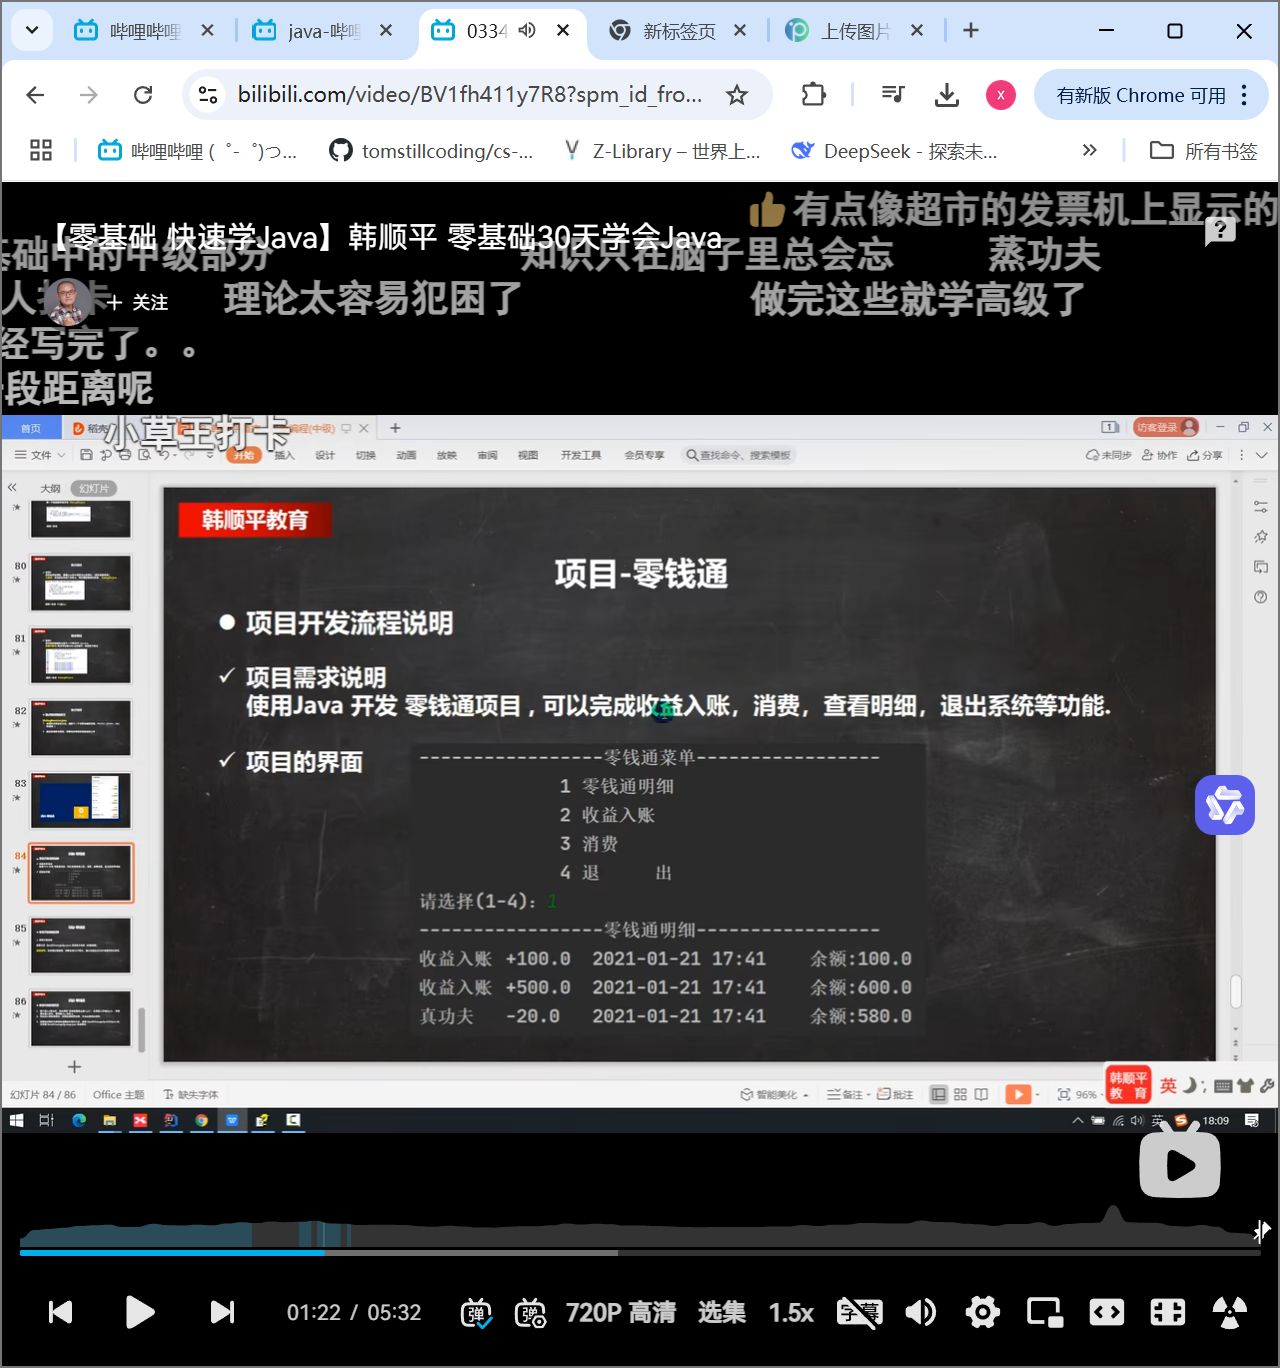 哔哩哔哩
java-哔哩
0334
新标签页
上传图片
bilibili.com/video/BV1fh411y7R8?spm_id_fro...
X
有新版 Chrome 可用
哔哩哔哩 (゜-゜)つ...
tomstillcoding/cs-...
Z-Library – 世界上...
DeepSeek - 探索未...
所有书签
有点像超市的发票机上显示的
【零基础 快速学Java】韩顺平 零基础30天学会Java
基础中的中级部分
知识只在脑子里总会忘
蒸功夫
关注
理论太容易犯困了
做完这些就学高级了
经写完了。。
段距离呢
小草王打卡
首页
访客登录
文件
开始
插入
设计
切换
动画
放映
审阅
视图
开发工具
会员专享
查找命令、搜索模板
未同步
协作
分享
大纲
幻灯片
韩顺平教育
项目-零钱通
● 项目开发流程说明
✓ 项目需求说明
使用Java 开发 零钱通项目 , 可以完成收益入账，消费，查看明细，退出系统等功能.
✓ 项目的界面
-----------------零钱通菜单-----------------
1 零钱通明细
2 收益入账
3 消费
4 退 出
请选择(1-4): 1
-----------------零钱通明细-----------------
收益入账 +100.0 2021-01-21 17:41 余额:100.0
收益入账 +500.0 2021-01-21 17:41 余额:600.0
真功夫 -20.0 2021-01-21 17:41 余额:580.0
80
81
82
83
84
85
86
幻灯片 84 / 86
Office 主题
缺失字体
智能美化
备注
批注
96%
韩顺平
教 育
英
英
18:09
01:22 / 05:32
弹
弹
720P 高清
选集
1.5x
字幕